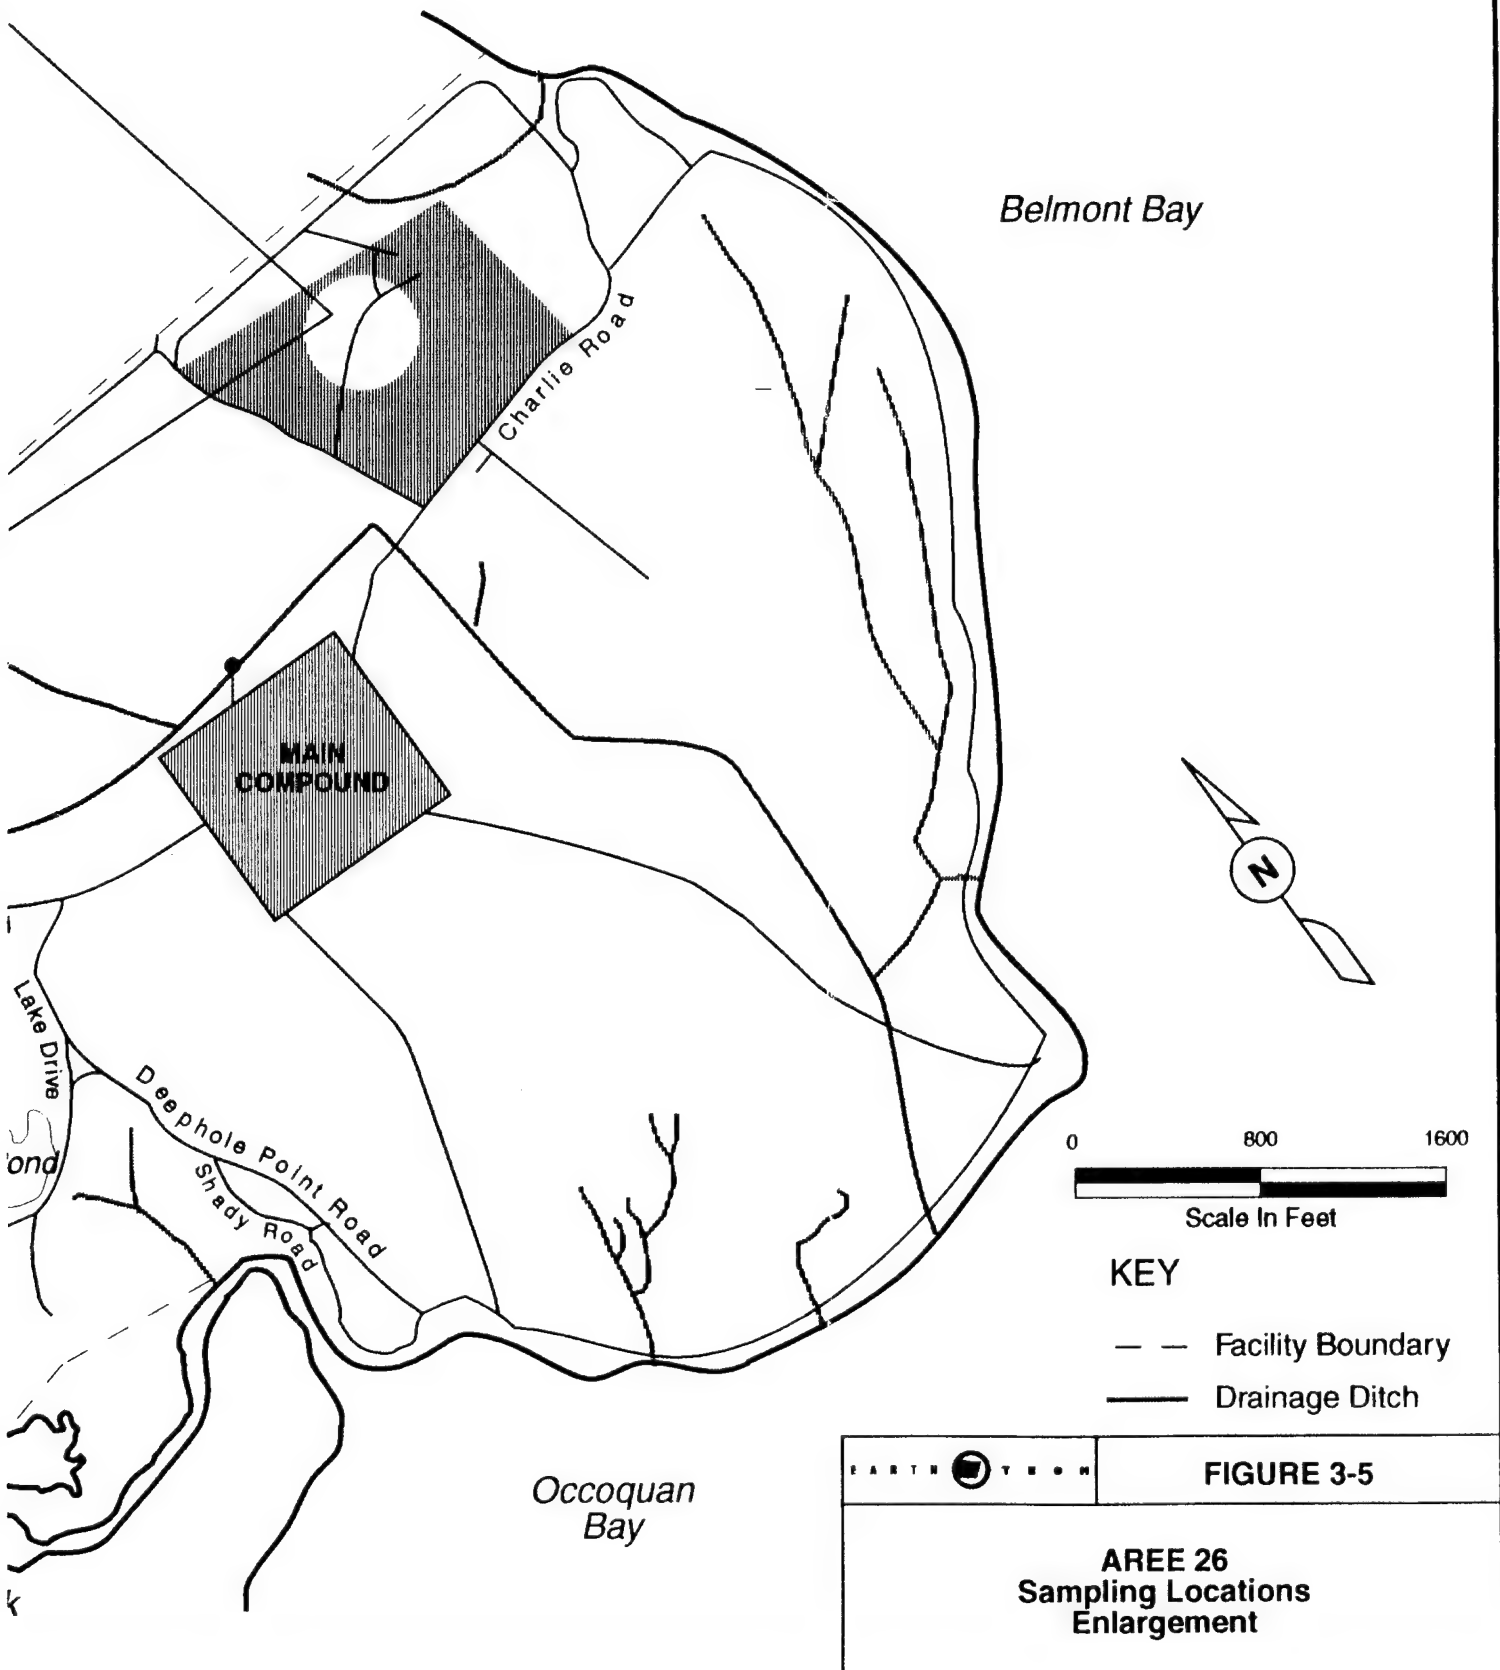 Belmont Bay
Charlie Road
MAIN
COMPOUND
N
Lake Drive
Deephole Point Road
Shady Road
ond
0 800 1600
Scale In Feet
KEY
Facility Boundary
Drainage Ditch
EARTH TECH
FIGURE 3-5
Occoquan
Bay
AREE 26
Sampling Locations
Enlargement
k